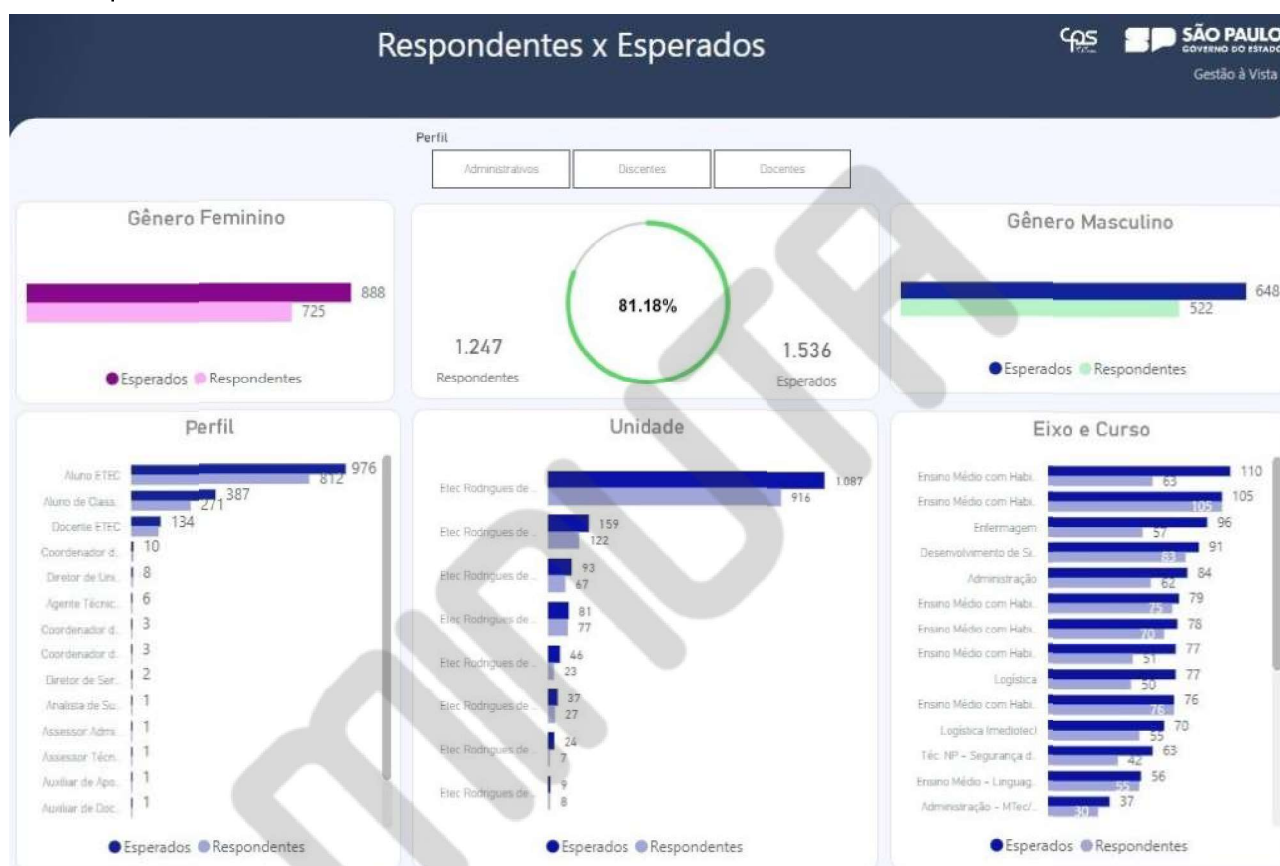 Respondentes x Esperados
cps
SÃO PAULO
GOVERNO DO ESTADO
Gestão à Vista
Perfil
Administrativos
Discentes
Docentes
Gênero Feminino
888
725
Esperados Respondentes
81.18%
1.247
Respondentes
1.536
Esperados
Gênero Masculino
648
522
Esperados Respondentes
Perfil
Aluno ETEC 976
812
Aluno de Class. 387
271
Docente ETEC 134
Coordenador d. 10
Diretor de Uni. 8
Agente Técnic. 6
Coordenador d. 3
Coordenador d. 3
Diretor de Ser. 2
Analista de Su. 1
Assessor Admi. 1
Assessor Técn. 1
Auxiliar de Apo. 1
Auxiliar de Doc. 1
Esperados Respondentes
Unidade
Etec Rodrigues de ... 1.087
916
Etec Rodrigues de ... 159
122
Etec Rodrigues de ... 93
67
Etec Rodrigues de ... 81
77
Etec Rodrigues de ... 46
23
Etec Rodrigues de ... 37
27
Etec Rodrigues de ... 24
7
Etec Rodrigues de ... 9
8
Esperados Respondentes
Eixo e Curso
Ensino Médio com Habi.. 110
63
Ensino Médio com Habi.. 105
105
Enfermagem 96
57
Desenvolvimento de Si.. 91
83
Administração 84
62
Ensino Médio com Habi.. 79
75
Ensino Médio com Habi.. 78
70
Ensino Médio com Habi.. 77
51
Logística 77
50
Ensino Médio com Habi.. 76
76
Logística (mediotec) 70
55
Téc. NP - Segurança d.. 63
42
Ensino Médio - Linguag.. 56
55
Administração - MTec/.. 37
30
Esperados Respondentes
MINUTA